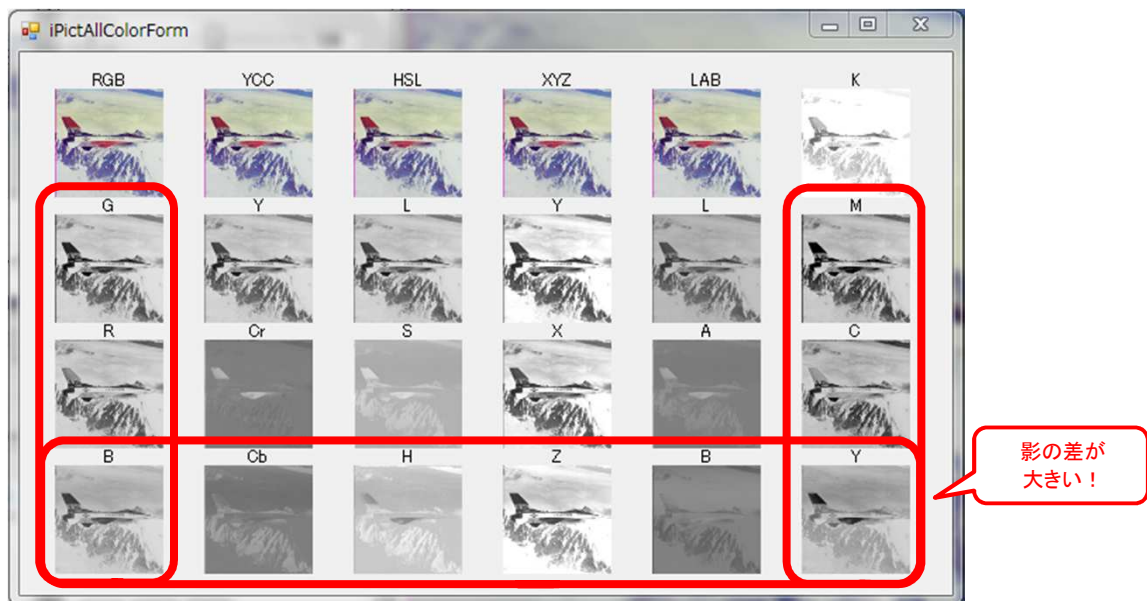 iPictAllColorForm
RGB YCC HSL XYZ LAB K
G Y L Y L M
R Cr S X A C
B Cb H Z B Y
影の差が
大きい！